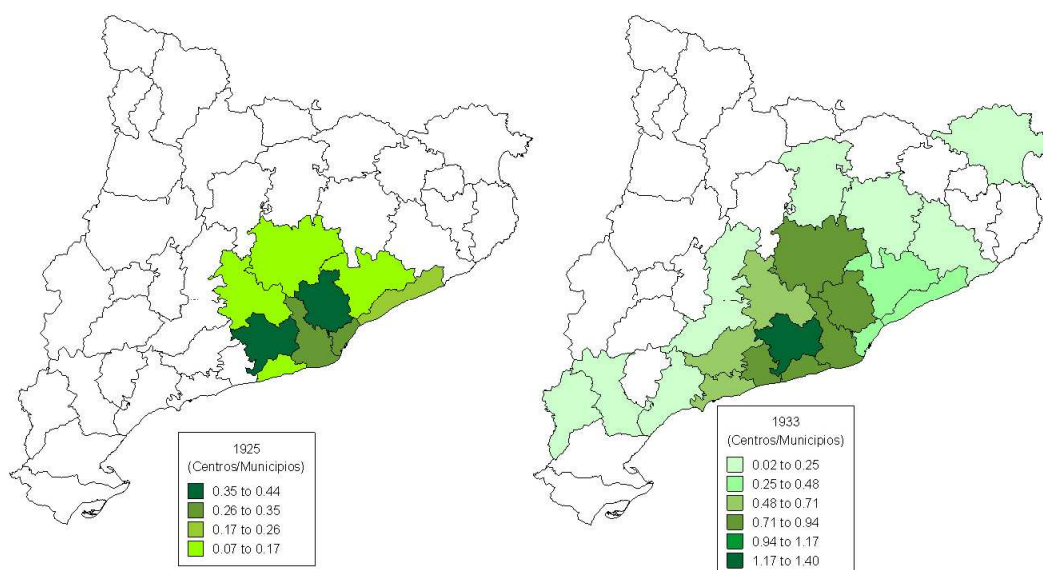 1925
(Centros/Municipios)
0.35 to 0.44
0.26 to 0.35
0.17 to 0.26
0.07 to 0.17
1933
(Centros/Municipios)
0.02 to 0.25
0.25 to 0.48
0.48 to 0.71
0.71 to 0.94
0.94 to 1.17
1.17 to 1.40